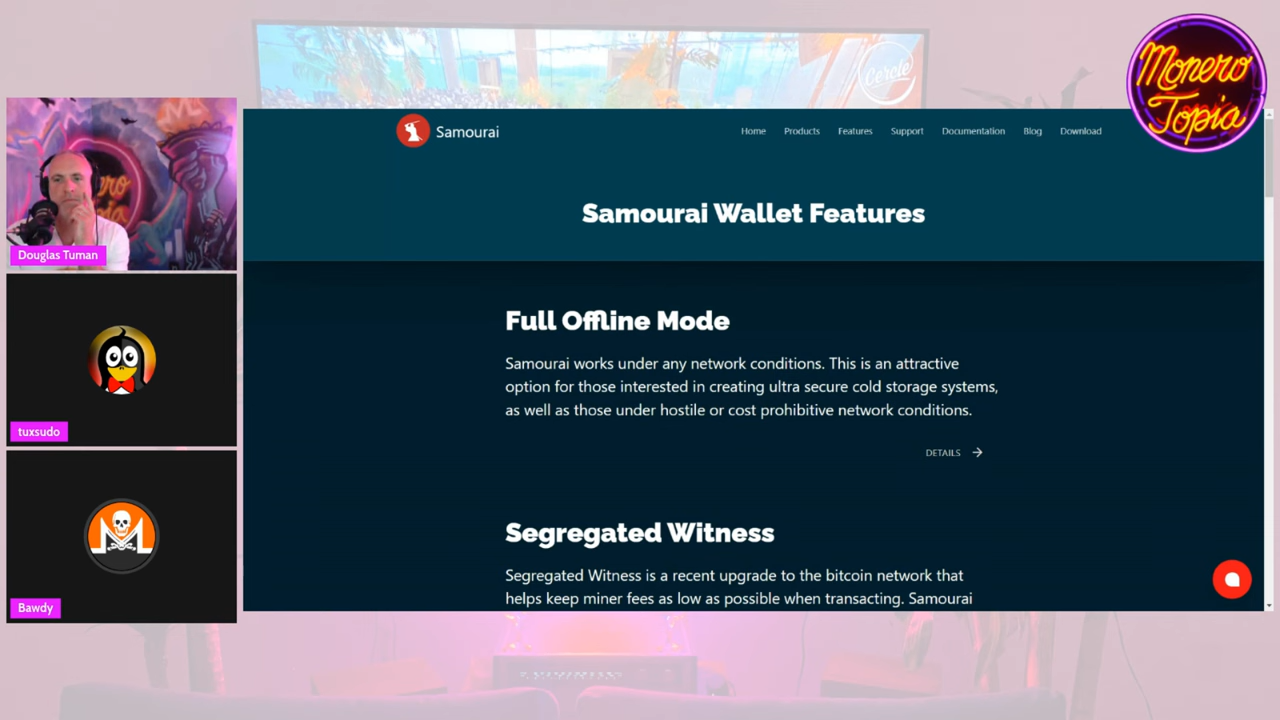 Cercle
Monero
Topia
Samourai
Home Products Features Support Documentation Blog Download
Samourai Wallet Features
Full Offline Mode
Samourai works under any network conditions. This is an attractive
option for those interested in creating ultra secure cold storage systems,
as well as those under hostile or cost prohibitive network conditions.
DETAILS
Segregated Witness
Segregated Witness is a recent upgrade to the bitcoin network that
helps keep miner fees as low as possible when transacting. Samourai
Douglas Tuman
tuxsudo
Bawdy